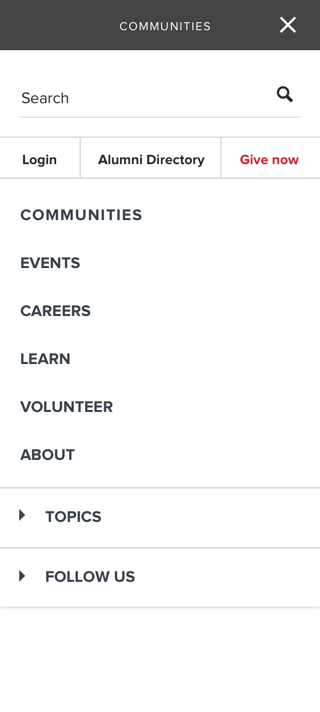 COMMUNITIES
Search
Login Alumni Directory Give now
COMMUNITIES
EVENTS
CAREERS
LEARN
VOLUNTEER
ABOUT
TOPICS
FOLLOW US